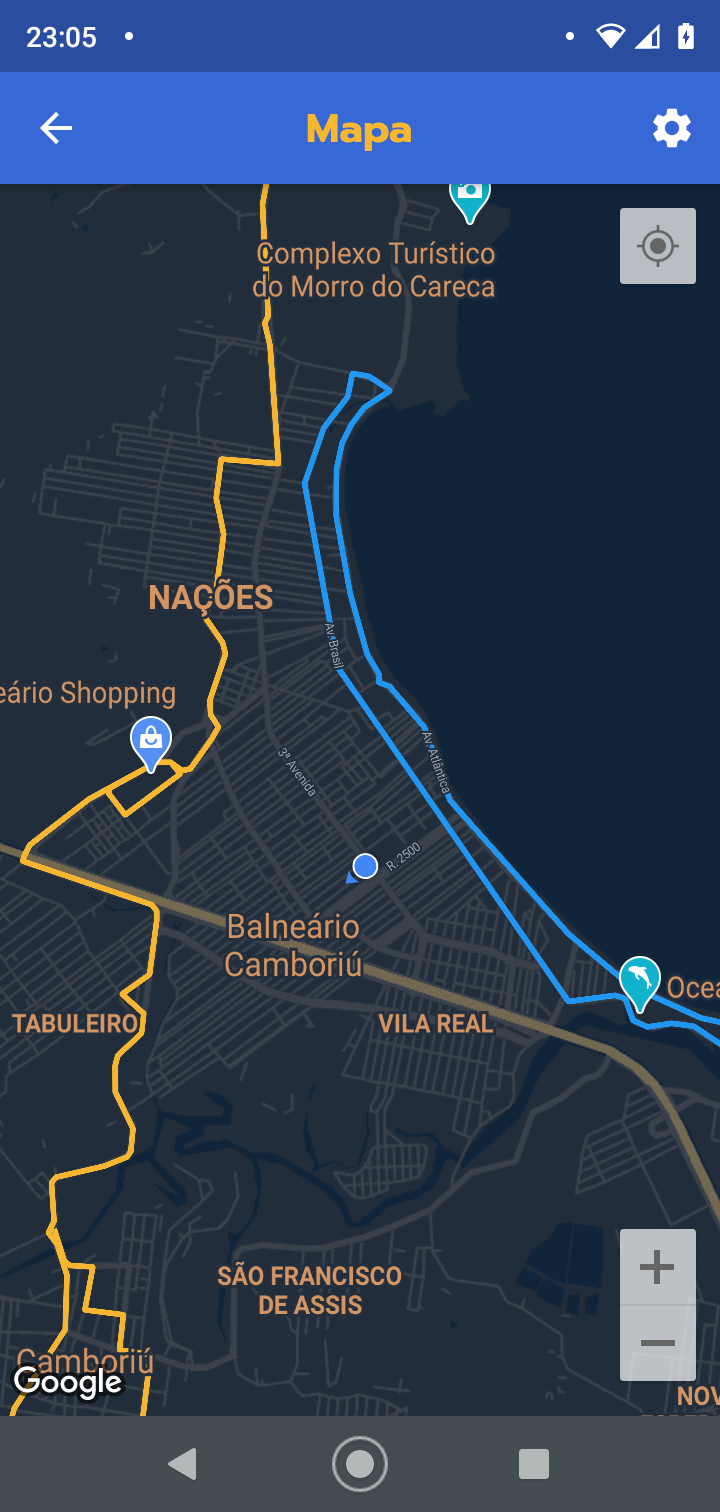 23:05
Mapa
Complexo Turístico
do Morro do Careca
NAÇÕES
eário Shopping
Av. Brasil
3ª Avenida
Av. Atlântica
R. 2500
Balneário
Camboriú
Ocea
TABULEIRO
VILA REAL
SÃO FRANCISCO
DE ASSIS
Camboriú
Google
NOV